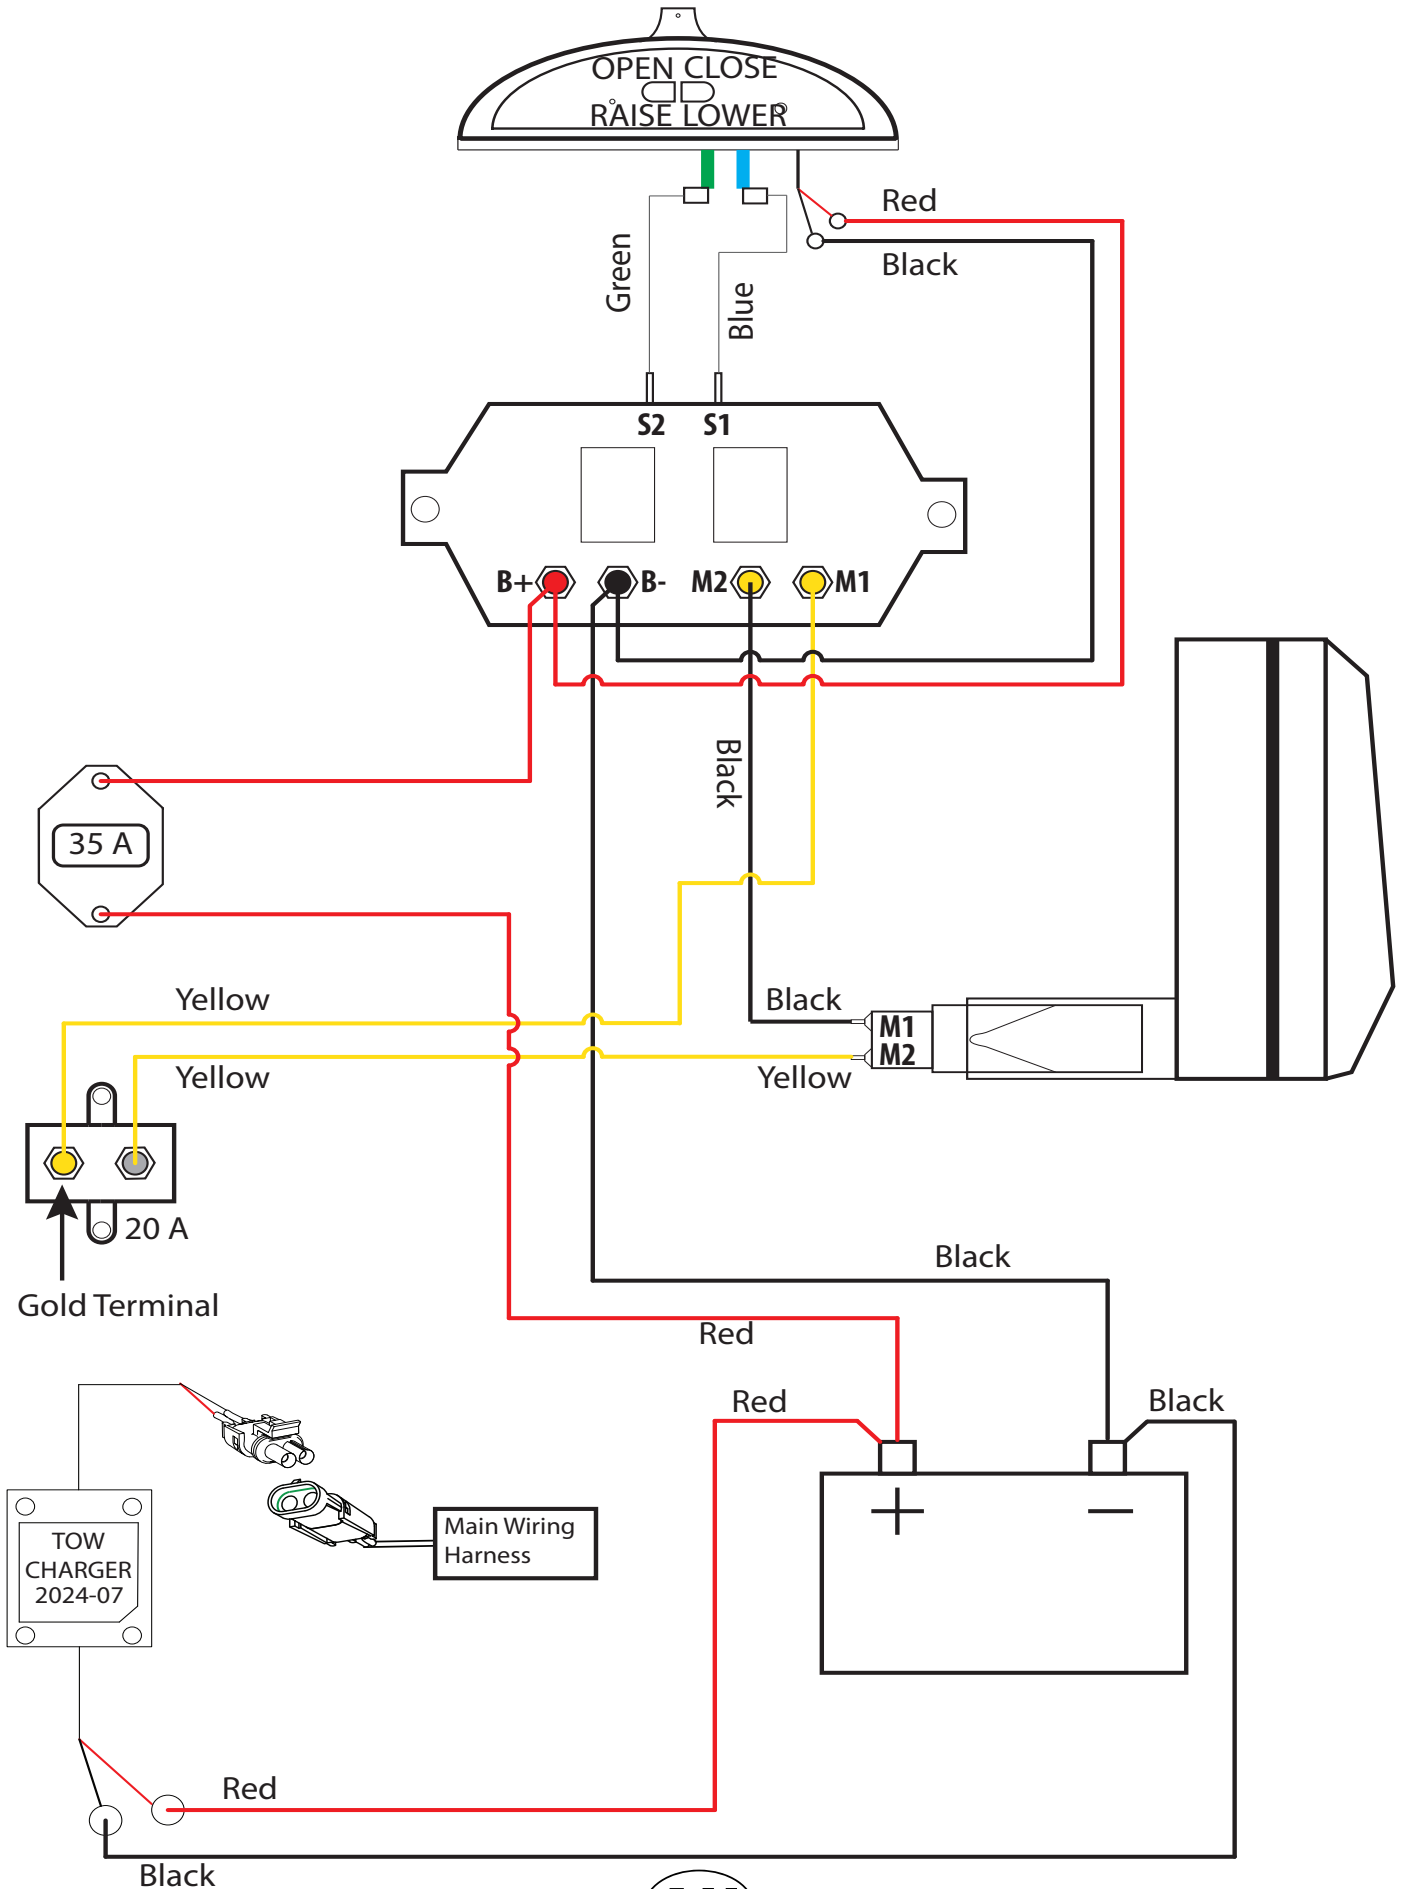 OPEN CLOSE
RAISE LOWER
Red
Black
Green
Blue
S2 S1
B+ B- M2 M1
Black
35 A
Yellow
Black
M1
M2
Yellow
Yellow
20 A
Gold Terminal
Black
Red
Red
Black
+ −
Main Wiring
Harness
TOW
CHARGER
2024-07
Red
Black